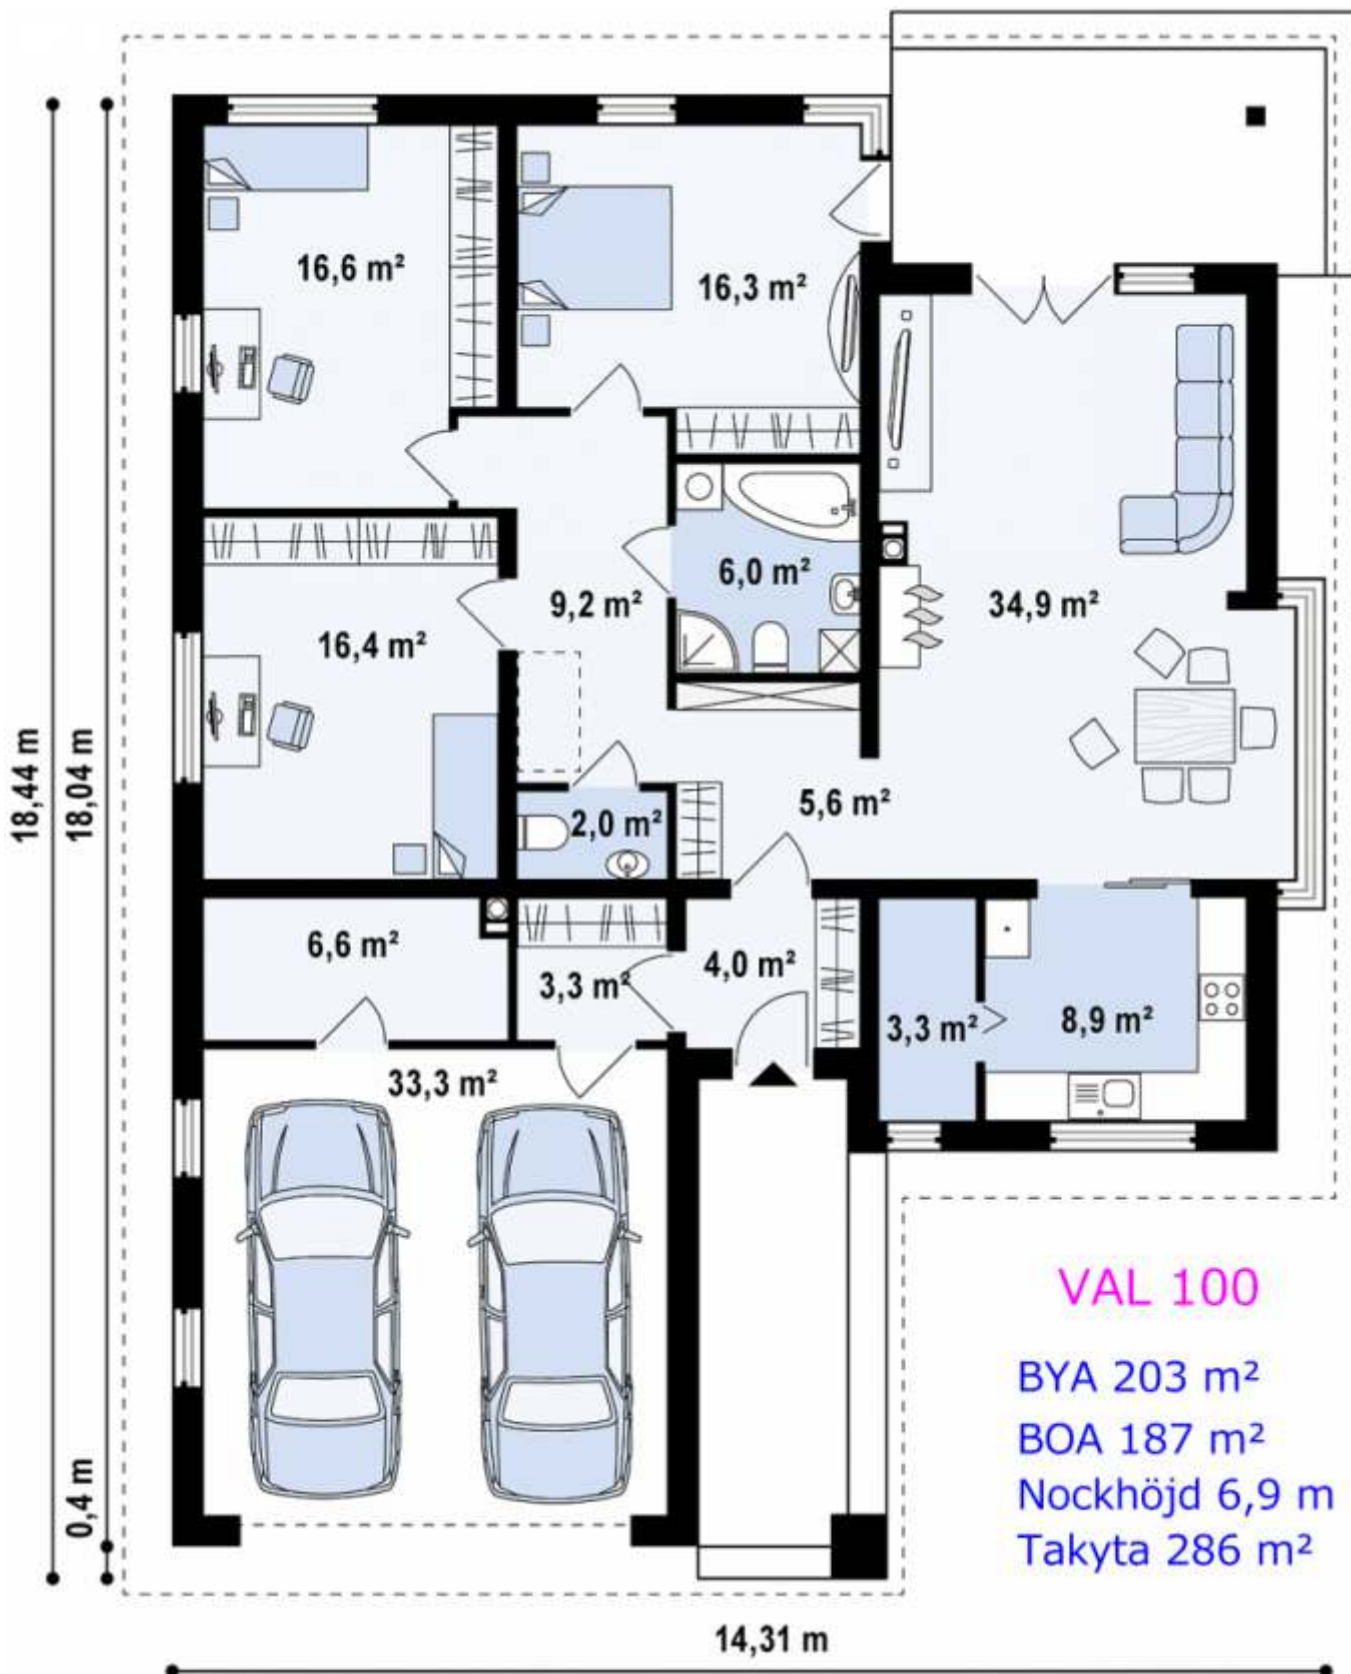 16,6 m²
16,3 m²
6,0 m²
9,2 m²
34,9 m²
16,4 m²
18,44 m
18,04 m
5,6 m²
2,0 m²
6,6 m²
3,3 m²
4,0 m²
3,3 m²
8,9 m²
33,3 m²
VAL 100
BYA 203 m²
BOA 187 m²
Nockhöjd 6,9 m
Takyta 286 m²
0,4 m
14,31 m